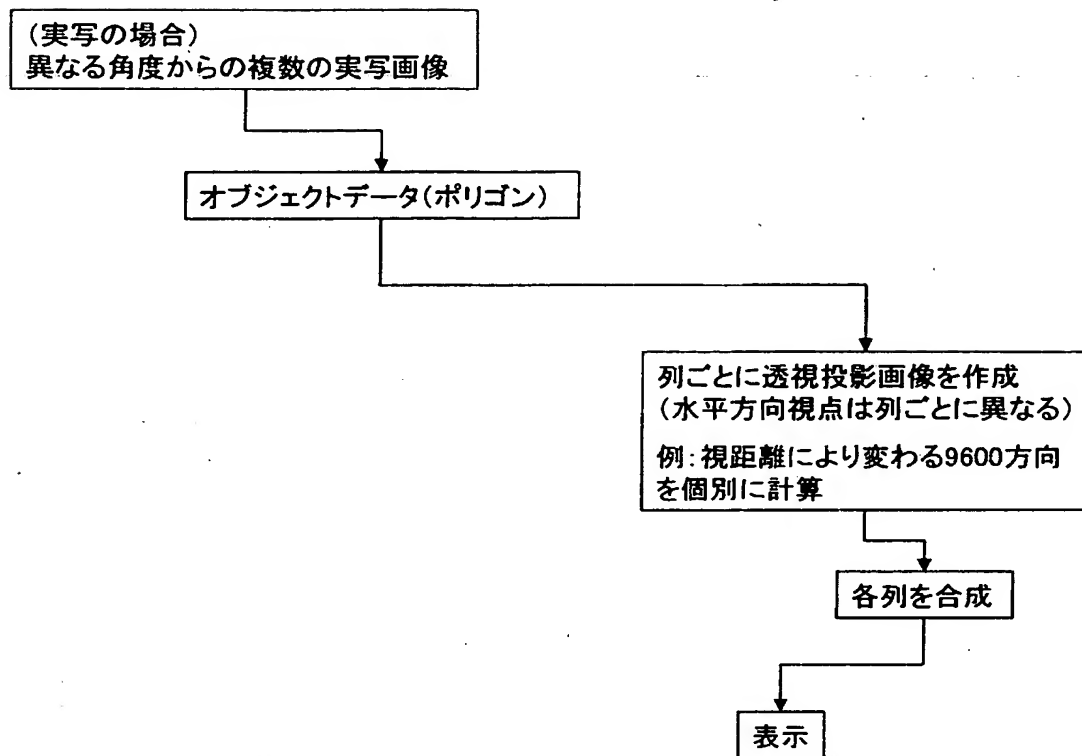 (実写の場合)
異なる角度からの複数の実写画像
オブジェクトデータ(ポリゴン)
列ごとに透視投影画像を作成
(水平方向視点は列ごとに異なる)
例:視距離により変わる9600方向
を個別に計算
各列を合成
表示